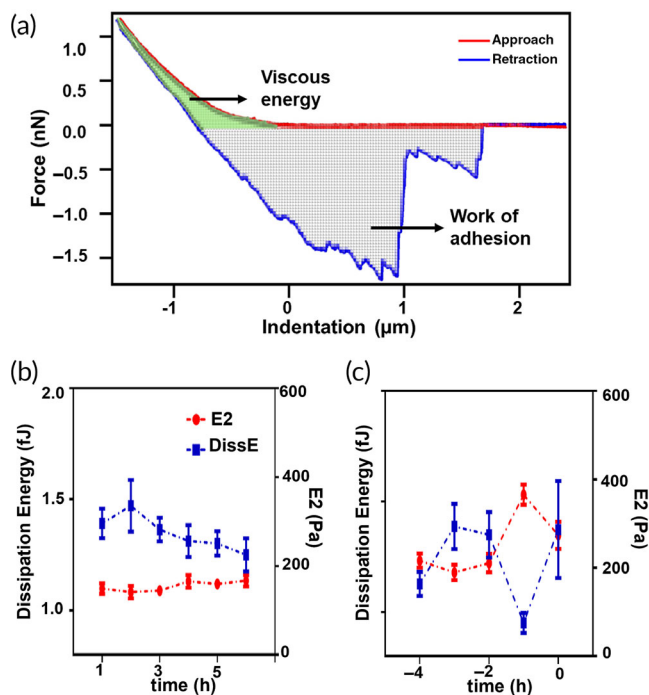 (a)
Approach
Retraction
Viscous
energy
Work of
adhesion
Force (nN)
1.0
0.5
0.0
−0.5
−1.0
−1.5
-1
0
1
2
Indentation (µm)
(b)
E2
DissE
Dissipation Energy (fJ)
2.0
1.5
1.0
600
400
200
0
E2 (Pa)
1
3
5
time (h)
(c)
Dissipation Energy (fJ)
600
400
200
0
E2 (Pa)
−4
−2
0
time (h)